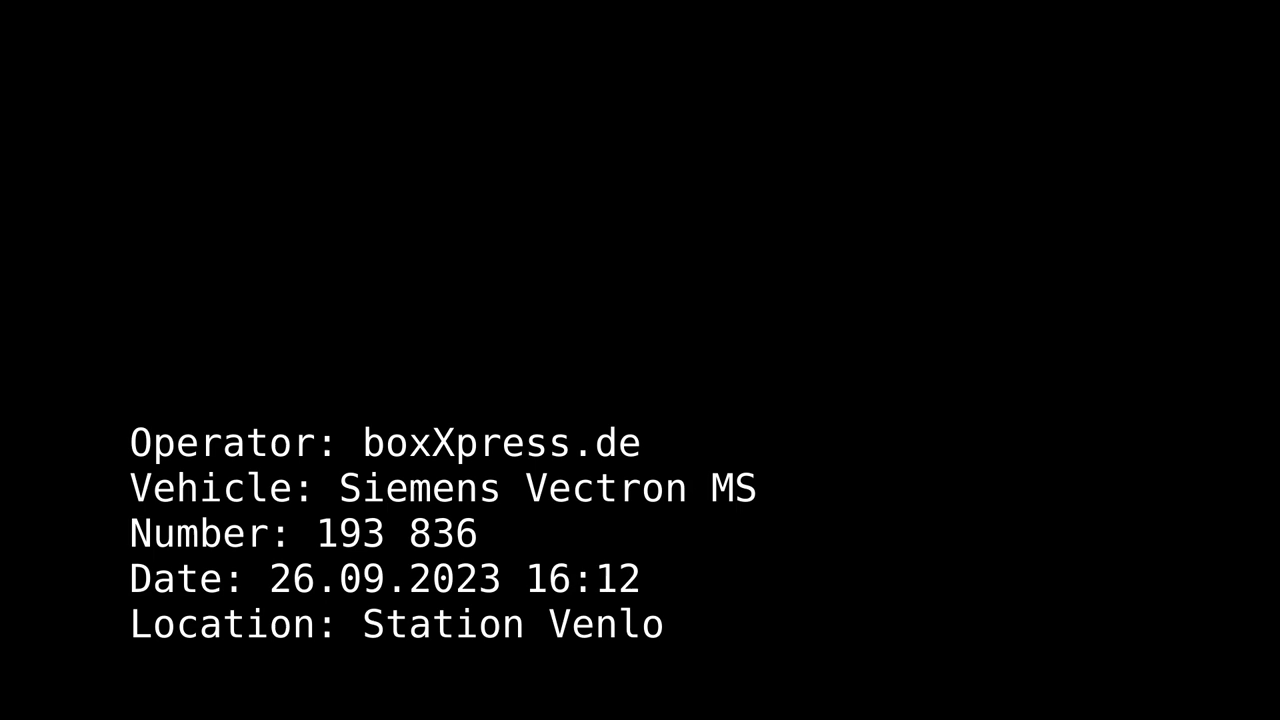 Operator: boxXpress.de
Vehicle: Siemens Vectron MS
Number: 193 836
Date: 26.09.2023 16:12
Location: Station Venlo